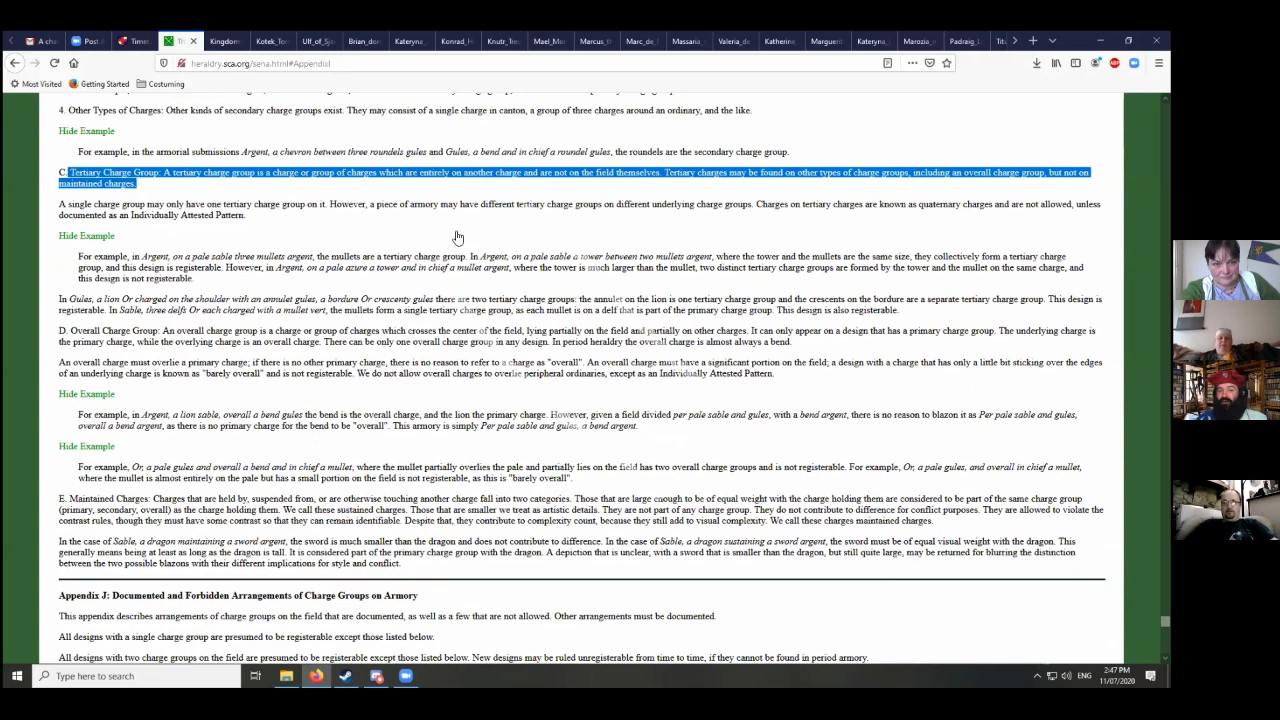 A cha
Post A
Times
Th
Kingdom
Kotek_Tom
Ulf_of_Sja
Brian_don
Kateryna_
Konrad_H
Knutr_Tres
Mael_Mor
Marcus_th
Marc_de_
Massaria_
Valeria_de
Katherine
Marguerit
Kateryna_
Marozia_o
Padraig_L
heraldry.sca.org/sena.html#AppendixI
Most Visited
Getting Started
Costuming
4. Other Types of Charges: Other kinds of secondary charge groups exist. They may consist of a single charge in canton, a group of three charges around an ordinary, and the like.
Hide Example
For example, in the armorial submissions Argent, a chevron between three roundels gules and Gules, a bend and in chief a roundel gules, the roundels are the secondary charge group.
C. Tertiary Charge Group: A tertiary charge group is a charge or group of charges which are entirely on another charge and are not on the field themselves. Tertiary charges may be found on other types of charge groups, including an overall charge group, but not on
maintained charges.
A single charge group may only have one tertiary charge group on it. However, a piece of armory may have different tertiary charge groups on different underlying charge groups. Charges on tertiary charges are known as quaternary charges and are not allowed, unless
documented as an Individually Attested Pattern.
Hide Example
For example, in Argent, on a pale sable three mullets argent, the mullets are a tertiary charge group. In Argent, on a pale sable a tower between two mullets argent, where the tower and the mullets are the same size, they collectively form a tertiary charge
group, and this design is registerable. However, in Argent, on a pale azure a tower and in chief a mullet argent, where the tower is much larger than the mullet, two distinct tertiary charge groups are formed by the tower and the mullet on the same charge, and
this design is not registerable.
In Gules, a lion Or charged on the shoulder with an annulet gules, a bordure Or crescenty gules there are two tertiary charge groups: the annulet on the lion is one tertiary charge group and the crescents on the bordure are a separate tertiary charge group. This design is
registerable. In Sable, three delfs Or each charged with a mullet vert, the mullets form a single tertiary charge group, as each mullet is on a delf that is part of the primary charge group. This design is also registerable.
D. Overall Charge Group: An overall charge group is a charge or group of charges which crosses the center of the field, lying partially on the field and partially on other charges. It can only appear on a design that has a primary charge group. The underlying charge is
the primary charge, while the overlying charge is an overall charge. There can be only one overall charge group in any design. In period heraldry the overall charge is almost always a bend.
An overall charge must overlie a primary charge; if there is no other primary charge, there is no reason to refer to a charge as "overall". An overall charge must have a significant portion on the field; a design with a charge that has only a little bit sticking over the edges
of an underlying charge is known as "barely overall" and is not registerable. We do not allow overall charges to overlie peripheral ordinaries, except as an Individually Attested Pattern.
Hide Example
For example, in Argent, a lion sable, overall a bend gules the bend is the overall charge, and the lion the primary charge. However, given a field divided per pale sable and gules, with a bend argent, there is no reason to blazon it as Per pale sable and gules,
overall a bend argent, as there is no primary charge for the bend to be "overall". This armory is simply Per pale sable and gules, a bend argent.
Hide Example
For example, Or, a pale gules and overall a bend and in chief a mullet, where the mullet partially overlies the pale and partially lies on the field has two overall charge groups and is not registerable. For example, Or, a pale gules, and overall in chief a mullet,
where the mullet is almost entirely on the pale but has a small portion on the field is not registerable, as this is "barely overall".
E. Maintained Charges: Charges that are held by, suspended from, or are otherwise touching another charge fall into two categories. Those that are large enough to be of equal weight with the charge holding them are considered to be part of the same charge group
(primary, secondary, overall) as the charge holding them. We call these sustained charges. Those that are smaller we treat as artistic details. They are not part of any charge group. They do not contribute to difference for conflict purposes. They are allowed to violate the
contrast rules, though they must have some contrast so that they can remain identifiable. Despite that, they contribute to complexity count, because they still add to visual complexity. We call these charges maintained charges.
In the case of Sable, a dragon maintaining a sword argent, the sword is much smaller than the dragon and does not contribute to difference. In the case of Sable, a dragon sustaining a sword argent, the sword must be of equal visual weight with the dragon. This
generally means being at least as long as the dragon is tall. It is considered part of the primary charge group with the dragon. A depiction that is unclear, with a sword that is smaller than the dragon, but still quite large, may be returned for blurring the distinction
between the two possible blazons with their different implications for style and conflict.
Appendix J: Documented and Forbidden Arrangements of Charge Groups on Armory
This appendix describes arrangements of charge groups on the field that are documented, as well as a few that are not allowed. Other arrangements must be documented.
All designs with a single charge group are presumed to be registerable except those listed below.
All designs with two charge groups on the field are presumed to be registerable except those listed below. New designs may be ruled unregisterable from time to time, if they cannot be found in period armory.
Type here to search
ENG
2:47 PM
11/07/2020